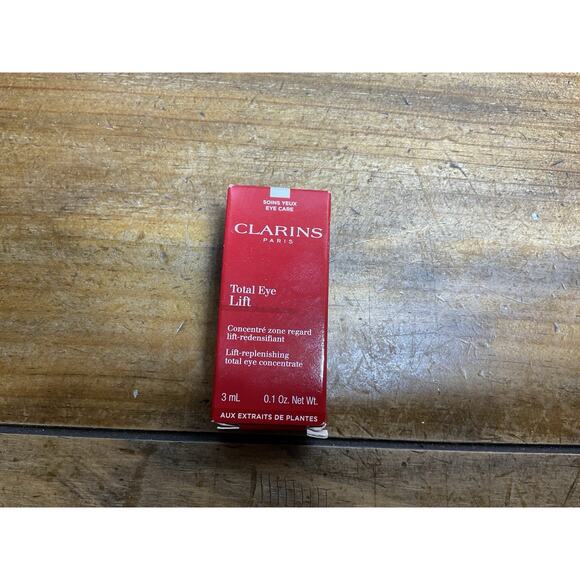 SOINS YEUX
EYE CARE
CLARINS
PARIS
Total Eye
Lift
Concentré zone regard
lift-redensifiant
Lift-replenishing
total eye concentrate
3 mL 0.1 Oz. Net Wt.
AUX EXTRAITS DE PLANTES